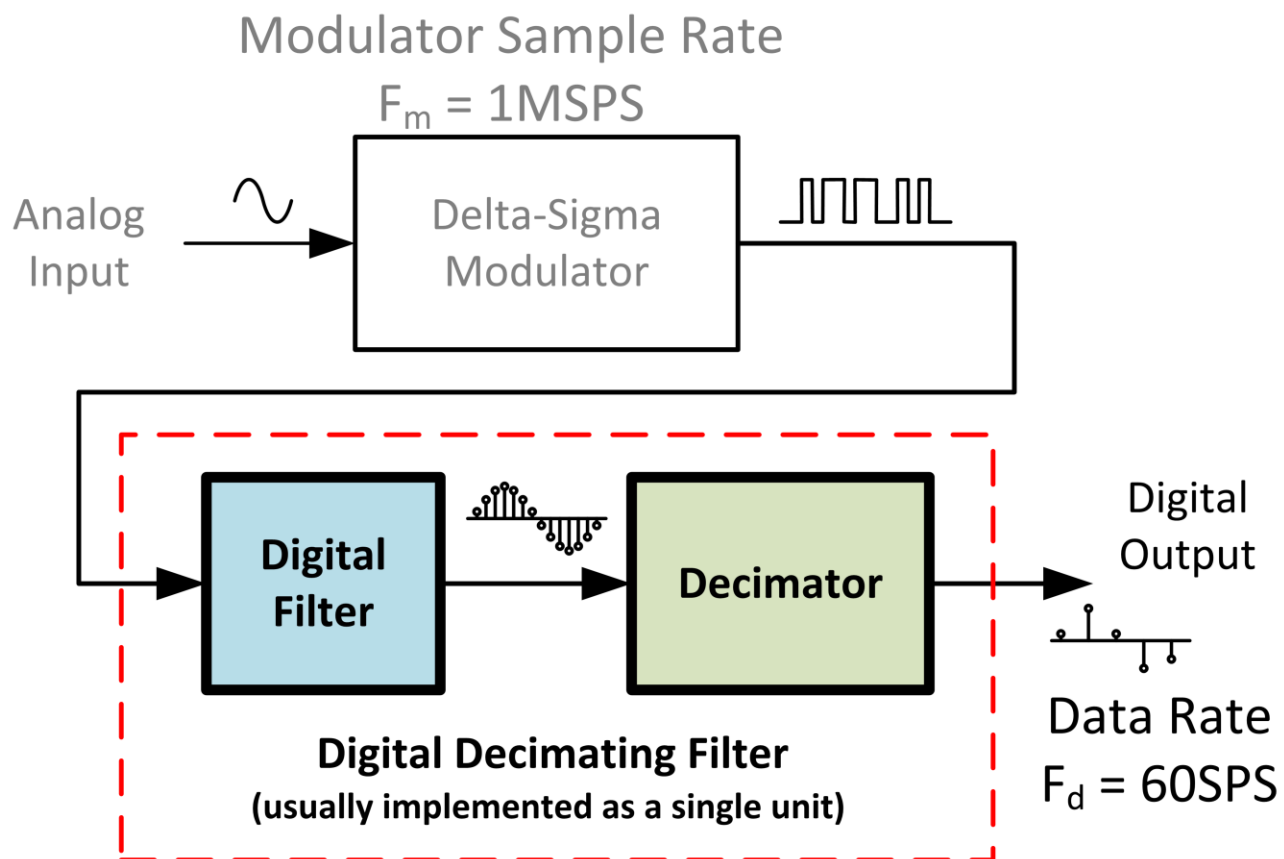 Modulator Sample Rate
Fₘ = 1MSPS
Analog
Input
Delta-Sigma
Modulator
Digital
Filter
Decimator
Digital
Output
Digital Decimating Filter
(usually implemented as a single unit)
Data Rate
F_d = 60SPS